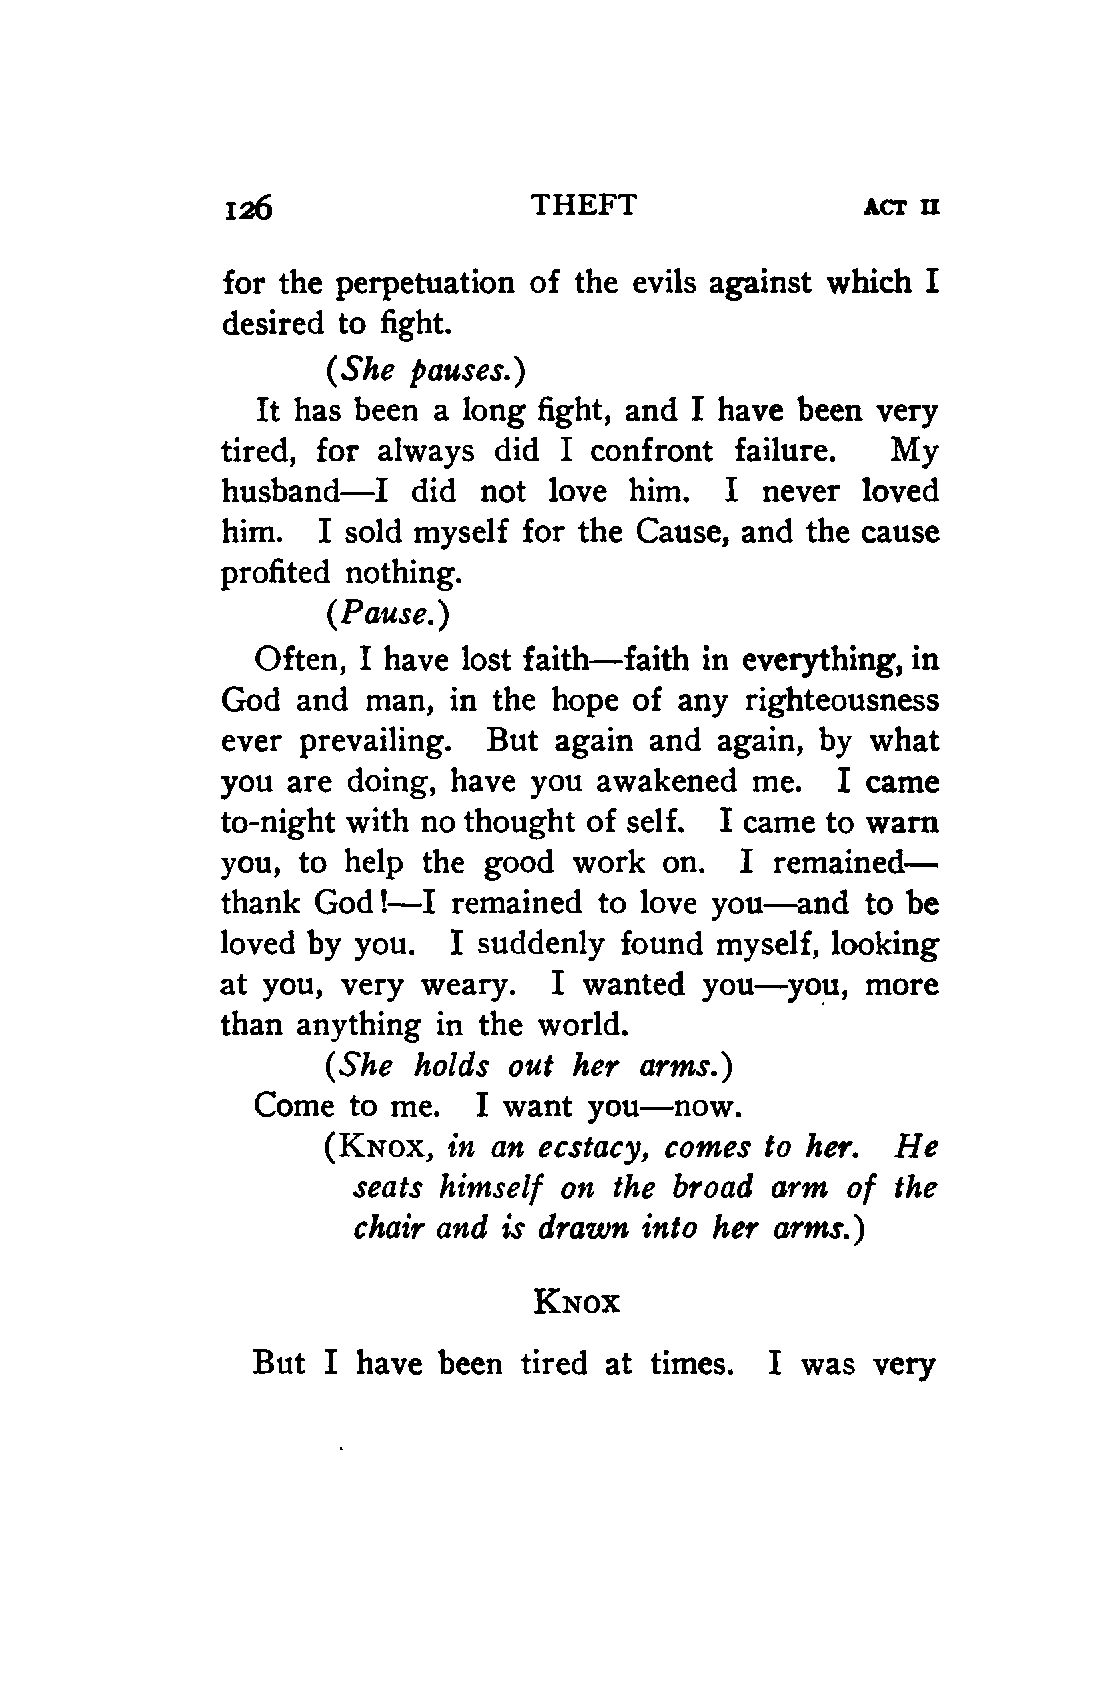 126 THEFT ACT II
for the perpetuation of the evils against which I
desired to fight.
(She pauses.)
It has been a long fight, and I have been very
tired, for always did I confront failure. My
husband—I did not love him. I never loved
him. I sold myself for the Cause, and the cause
profited nothing.
(Pause.)
Often, I have lost faith—faith in everything, in
God and man, in the hope of any righteousness
ever prevailing. But again and again, by what
you are doing, have you awakened me. I came
to-night with no thought of self. I came to warn
you, to help the good work on. I remained—
thank God!—I remained to love you—and to be
loved by you. I suddenly found myself, looking
at you, very weary. I wanted you—you, more
than anything in the world.
(She holds out her arms.)
Come to me. I want you—now.
(KNOX, in an ecstacy, comes to her. He
seats himself on the broad arm of the
chair and is drawn into her arms.)
KNOX
But I have been tired at times. I was very